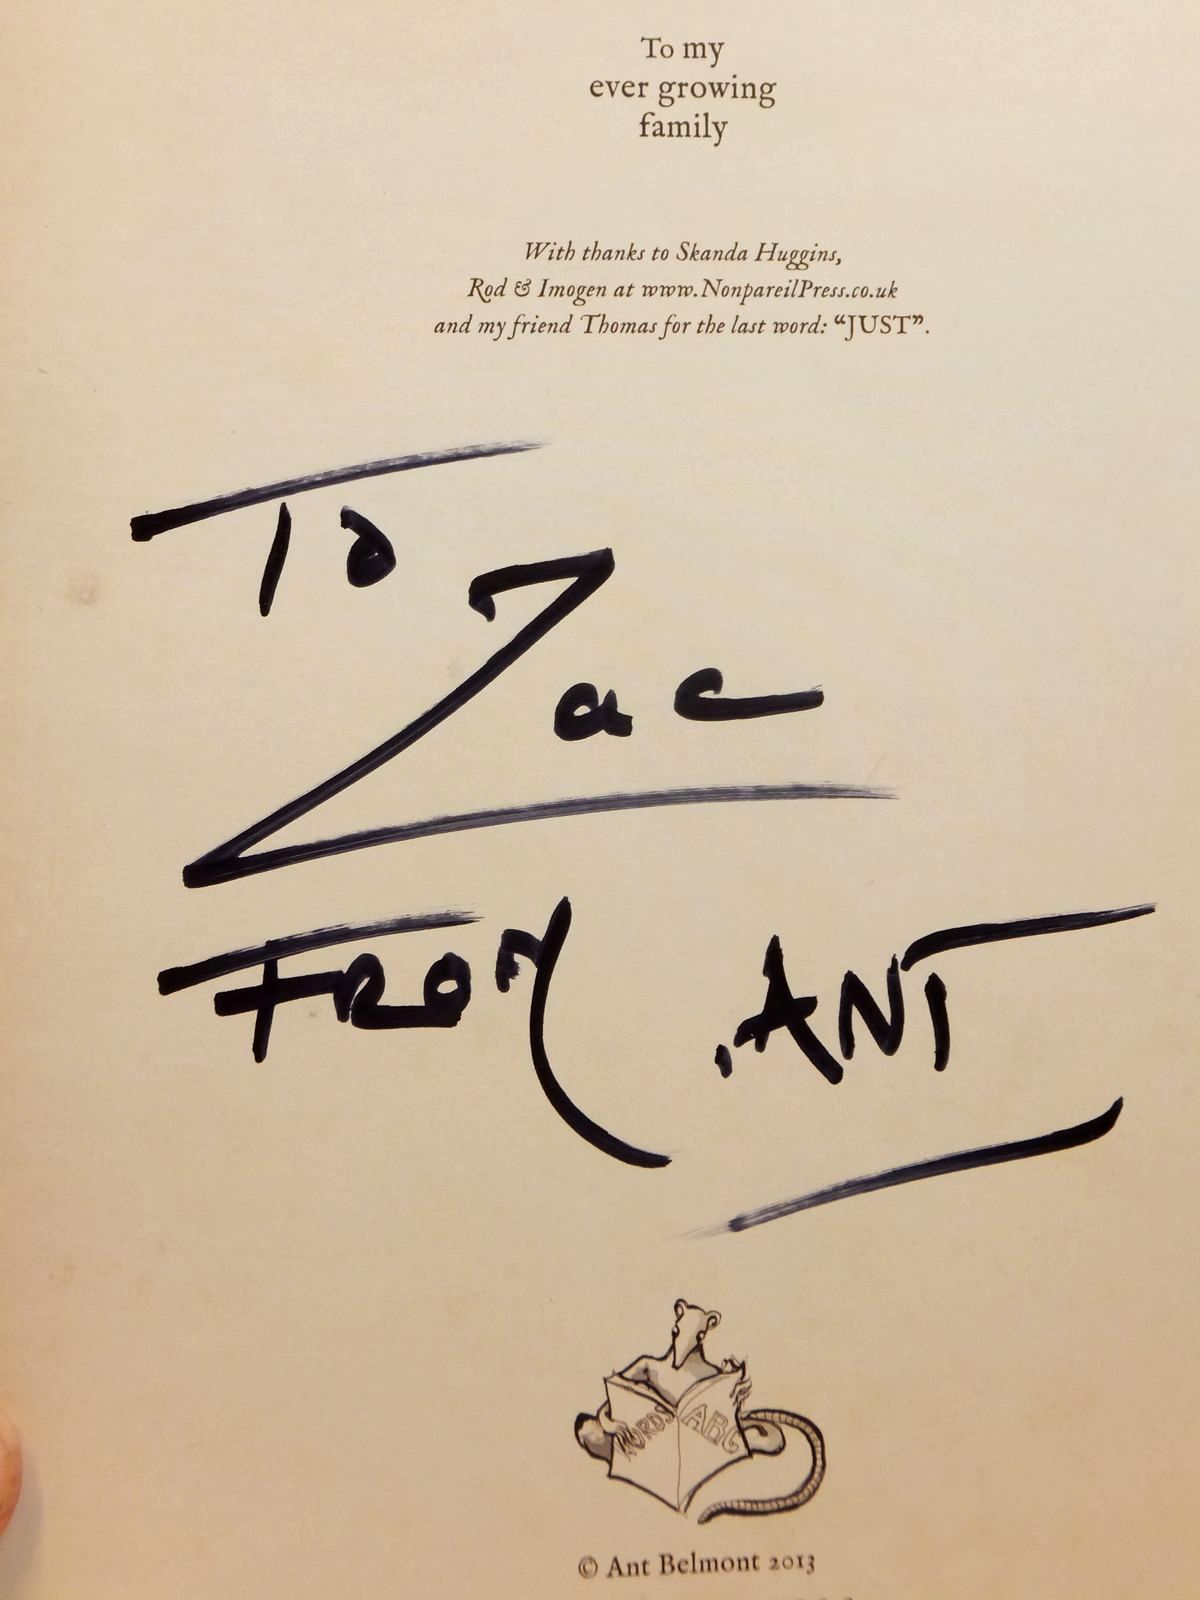 To my
ever growing
family
With thanks to Skanda Huggins,
Rod & Imogen at www.NonpareilPress.co.uk
and my friend Thomas for the last word: “JUST”.
To
Zac
FROM ANT
WORDS ABC
© Ant Belmont 2013